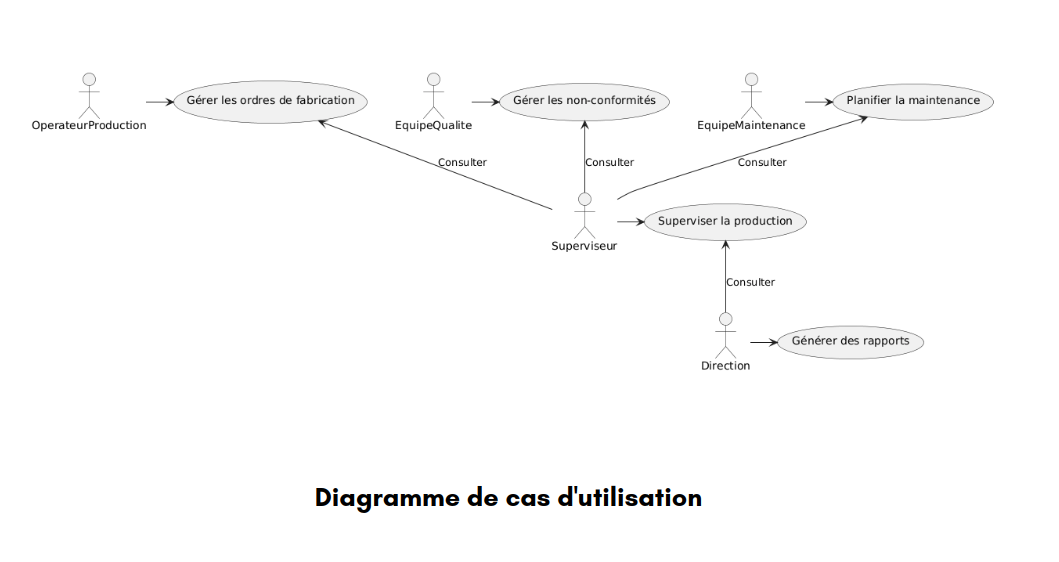 Gérer les ordres de fabrication
Gérer les non-conformités
Planifier la maintenance
OperateurProduction
EquipeQualite
EquipeMaintenance
Consulter
Consulter
Consulter
Superviser la production
Superviseur
Consulter
Générer des rapports
Direction
Diagramme de cas d'utilisation